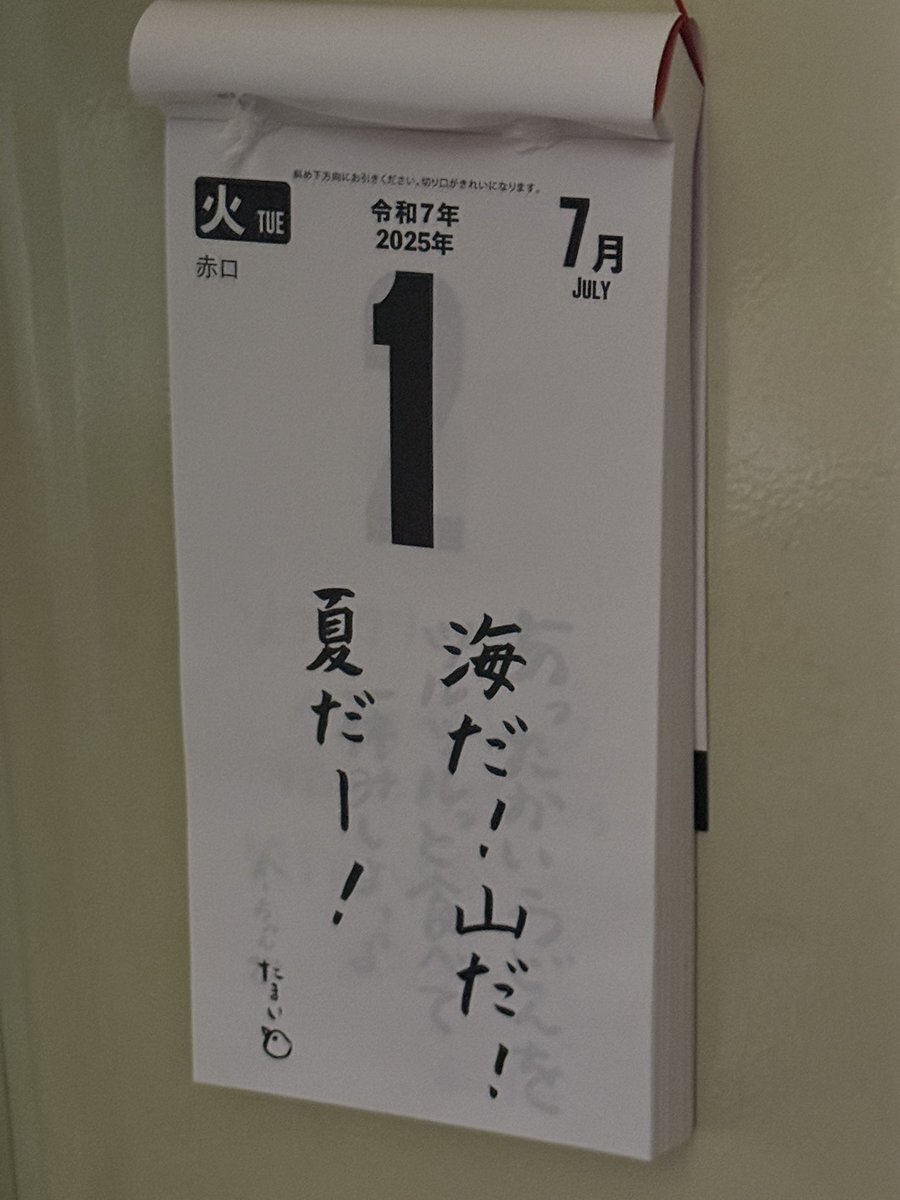 斜め下方向にお引きください。切り口がきれいになります。
火 TUE
赤口
令和7年
2025年
7月
JULY
1
海だ！山だ！
夏だー！
たまい